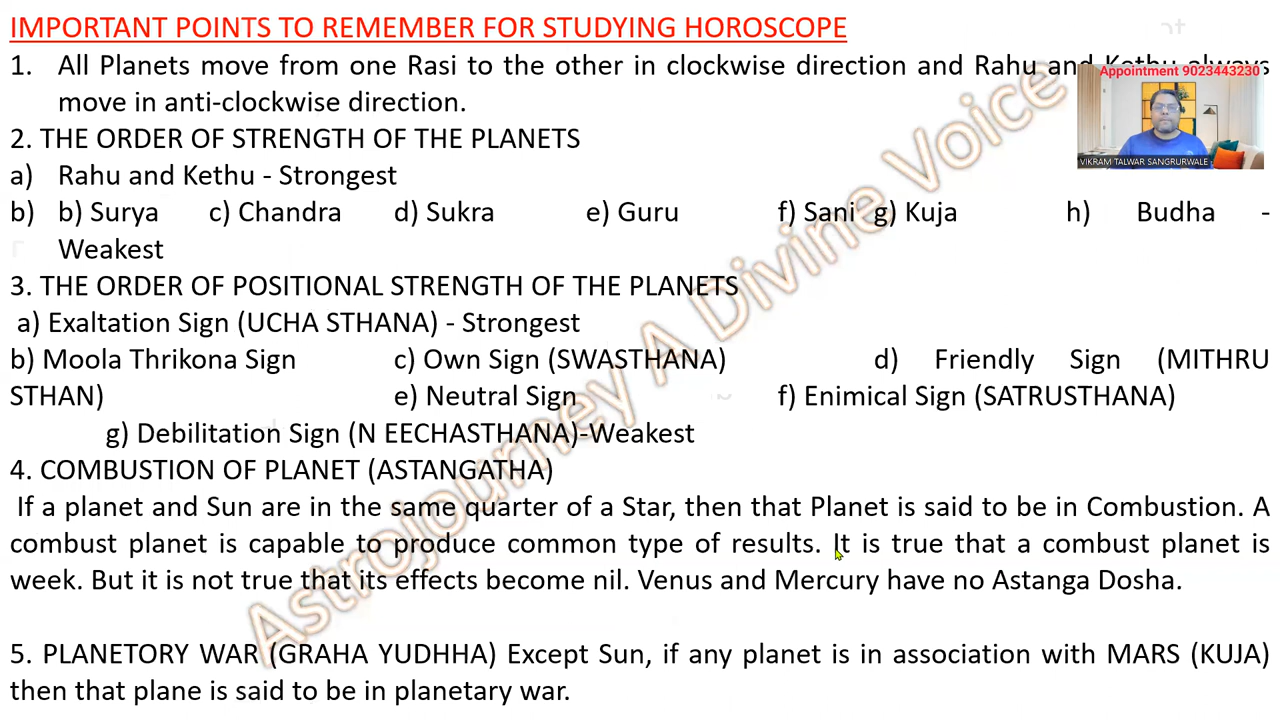 IMPORTANT POINTS TO REMEMBER FOR STUDYING HOROSCOPE
1. All Planets move from one Rasi to the other in clockwise direction and Rahu and Kethu always
Appointment 9023443230
move in anti-clockwise direction.
2. THE ORDER OF STRENGTH OF THE PLANETS
VIKRAM TALWAR SANGRURWALE
a) Rahu and Kethu - Strongest
b) b) Surya c) Chandra d) Sukra e) Guru f) Sani g) Kuja h) Budha -
Weakest
3. THE ORDER OF POSITIONAL STRENGTH OF THE PLANETS
a) Exaltation Sign (UCHA STHANA) - Strongest
b) Moola Thrikona Sign c) Own Sign (SWASTHANA) d) Friendly Sign (MITHRU
STHAN) e) Neutral Sign f) Enimical Sign (SATRUSTHANA)
g) Debilitation Sign (N EECHASTHANA)-Weakest
4. COMBUSTION OF PLANET (ASTANGATHA)
If a planet and Sun are in the same quarter of a Star, then that Planet is said to be in Combustion. A
combust planet is capable to produce common type of results. It is true that a combust planet is
week. But it is not true that its effects become nil. Venus and Mercury have no Astanga Dosha.
5. PLANETORY WAR (GRAHA YUDHHA) Except Sun, if any planet is in association with MARS (KUJA)
then that plane is said to be in planetary war.
Astrojourney A Divine Voice